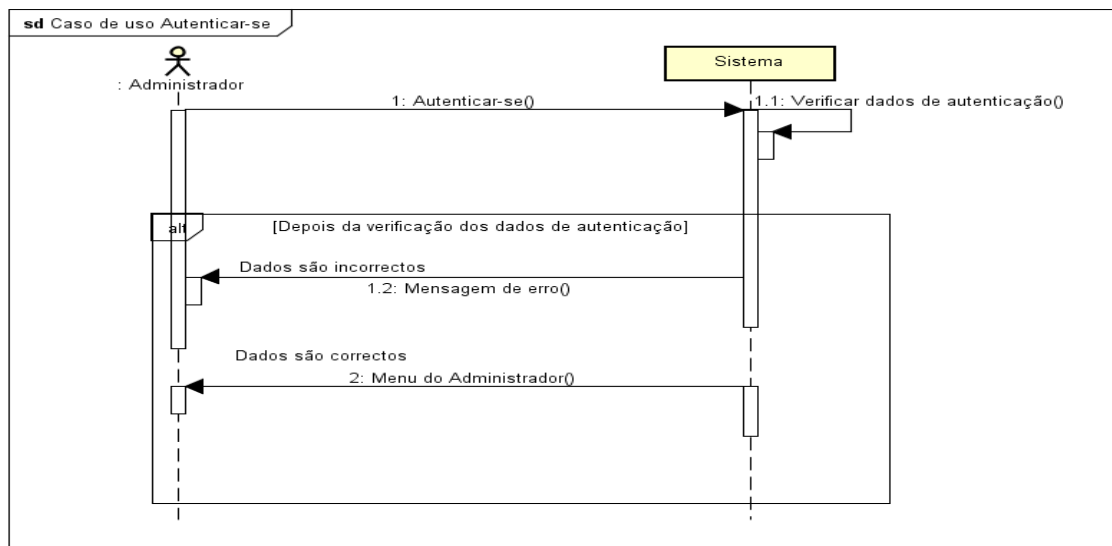 sd Caso de uso Autenticar-se
: Administrador
Sistema
1: Autenticar-se()
1.1: Verificar dados de autenticação()
alt
[Depois da verificação dos dados de autenticação]
Dados são incorrectos
1.2: Mensagem de erro()
Dados são correctos
2: Menu do Administrador()